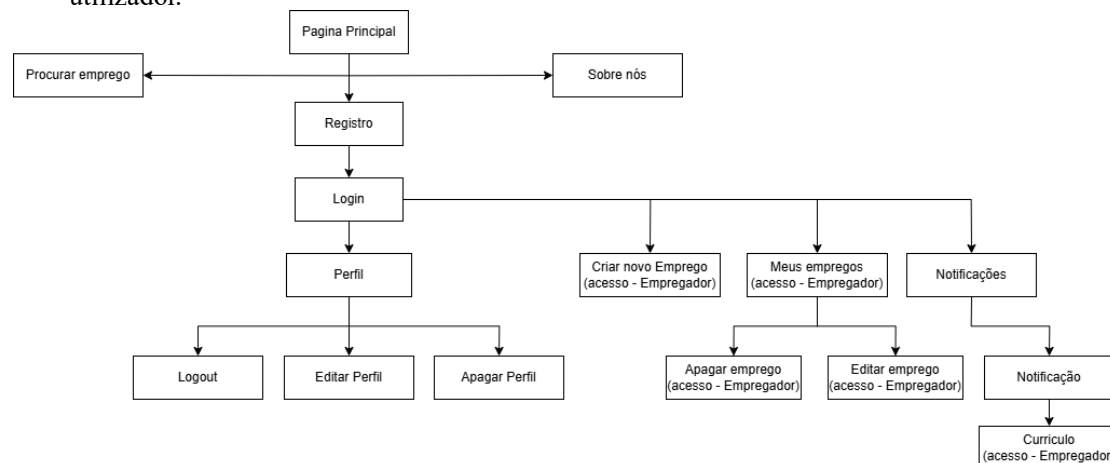 utilizador.
Pagina Principal
Procurar emprego
Sobre nós
Registro
Login
Perfil
Criar novo Emprego
(acesso - Empregador)
Meus empregos
(acesso - Empregador)
Notificações
Logout
Editar Perfil
Apagar Perfil
Apagar emprego
(acesso - Empregador)
Editar emprego
(acesso - Empregador)
Notificação
Curriculo
(acesso - Empregador